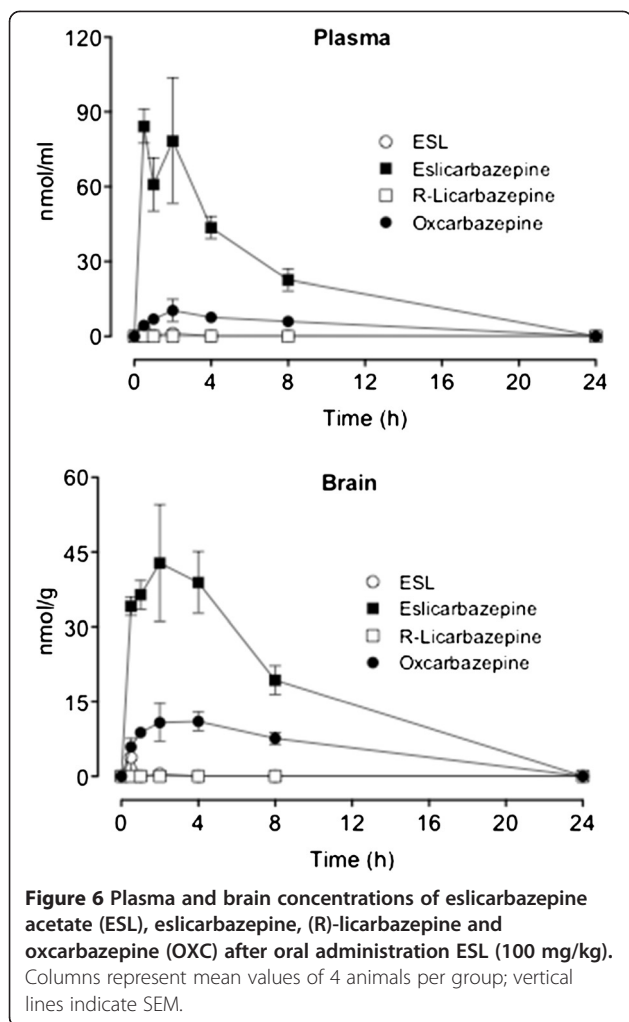 Plasma
120
90
60
30
0
nmol/ml
ESL
Eslicarbazepine
R-Licarbazepine
Oxcarbazepine
0 4 8 12 16 20 24
Time (h)
Brain
60
45
30
15
0
nmol/g
ESL
Eslicarbazepine
R-Licarbazepine
Oxcarbazepine
0 4 8 12 16 20 24
Time (h)
Figure 6 Plasma and brain concentrations of eslicarbazepine
acetate (ESL), eslicarbazepine, (R)-licarbazepine and
oxcarbazepine (OXC) after oral administration ESL (100 mg/kg).
Columns represent mean values of 4 animals per group; vertical
lines indicate SEM.